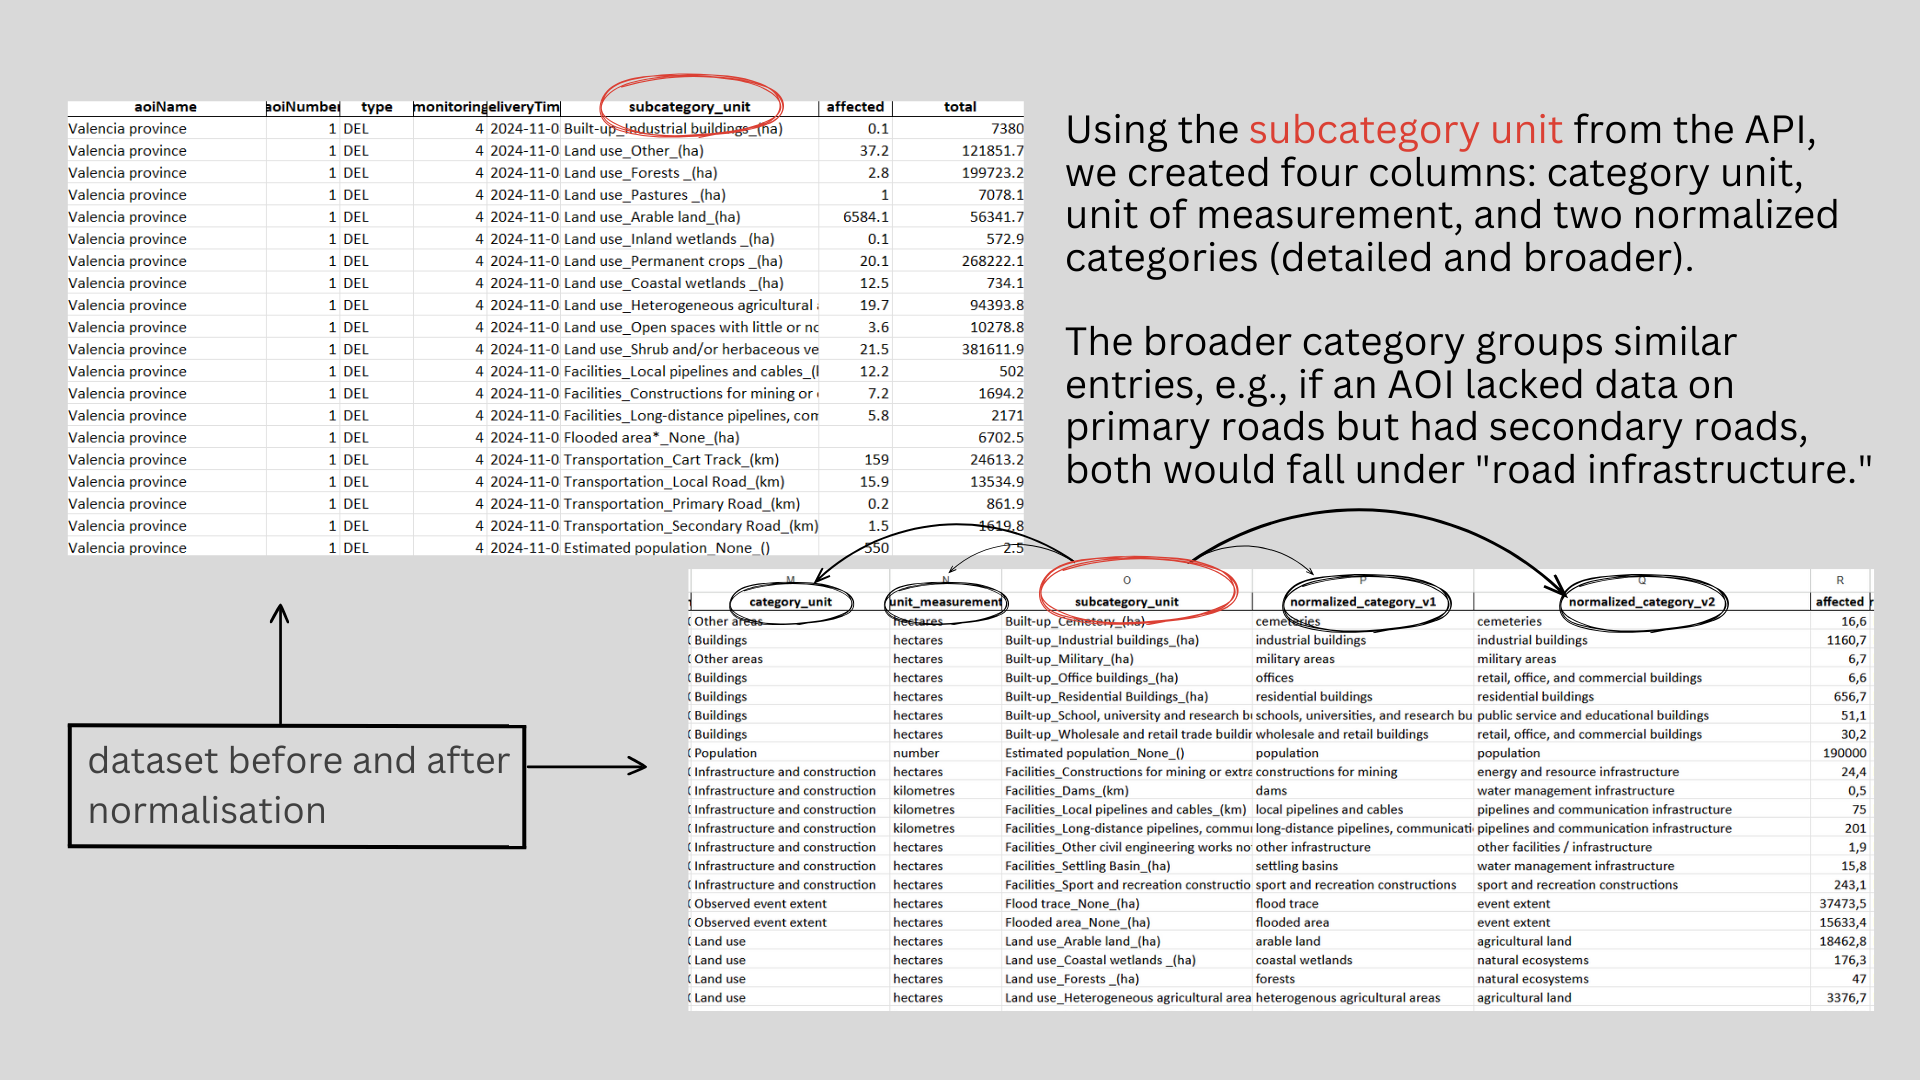 aoiName aoiNumber type monitoring eliveryTim subcategory_unit affected total
Valencia province 1 DEL 4 2024-11-0 Built-up_Industrial buildings_(ha) 0.1 7380
Valencia province 1 DEL 4 2024-11-0 Land use_Other_(ha) 37.2 121851.7
Valencia province 1 DEL 4 2024-11-0 Land use_Forests _(ha) 2.8 199723.2
Valencia province 1 DEL 4 2024-11-0 Land use_Pastures _(ha) 1 7078.1
Valencia province 1 DEL 4 2024-11-0 Land use_Arable land_(ha) 6584.1 56341.7
Valencia province 1 DEL 4 2024-11-0 Land use_Inland wetlands _(ha) 0.1 572.9
Valencia province 1 DEL 4 2024-11-0 Land use_Permanent crops _(ha) 20.1 268222.1
Valencia province 1 DEL 4 2024-11-0 Land use_Coastal wetlands _(ha) 12.5 734.1
Valencia province 1 DEL 4 2024-11-0 Land use_Heterogeneous agricultural 19.7 94393.8
Valencia province 1 DEL 4 2024-11-0 Land use_Open spaces with little or no 3.6 10278.8
Valencia province 1 DEL 4 2024-11-0 Land use_Shrub and/or herbaceous ve 21.5 381611.9
Valencia province 1 DEL 4 2024-11-0 Facilities_Local pipelines and cables_( 12.2 502
Valencia province 1 DEL 4 2024-11-0 Facilities_Constructions for mining or 7.2 1694.2
Valencia province 1 DEL 4 2024-11-0 Facilities_Long-distance pipelines, com 5.8 2171
Valencia province 1 DEL 4 2024-11-0 Flooded area*_None_(ha) 6702.5
Valencia province 1 DEL 4 2024-11-0 Transportation_Cart Track_(km) 159 24613.2
Valencia province 1 DEL 4 2024-11-0 Transportation_Local Road_(km) 15.9 13534.9
Valencia province 1 DEL 4 2024-11-0 Transportation_Primary Road_(km) 0.2 861.9
Valencia province 1 DEL 4 2024-11-0 Transportation_Secondary Road_(km) 1.5 1619.8
Valencia province 1 DEL 4 2024-11-0 Estimated population_None_() 550 2.5
Using the subcategory unit from the API,
we created four columns: category unit,
unit of measurement, and two normalized
categories (detailed and broader).
The broader category groups similar
entries, e.g., if an AOI lacked data on
primary roads but had secondary roads,
both would fall under "road infrastructure."
dataset before and after
normalisation
M N O P Q R
category_unit unit_measurement subcategory_unit normalized_category_v1 normalized_category_v2 affected
Other areas hectares Built-up_Cemetery_(ha) cemeteries cemeteries 16,6
Buildings hectares Built-up_Industrial buildings_(ha) industrial buildings industrial buildings 1160,7
Other areas hectares Built-up_Military_(ha) military areas military areas 6,7
Buildings hectares Built-up_Office buildings_(ha) offices retail, office, and commercial buildings 6,6
Buildings hectares Built-up_Residential Buildings_(ha) residential buildings residential buildings 656,7
Buildings hectares Built-up_School, university and research b schools, universities, and research bu public service and educational buildings 51,1
Buildings hectares Built-up_Wholesale and retail trade buildin wholesale and retail buildings retail, office, and commercial buildings 30,2
Population number Estimated population_None_() population population 190000
Infrastructure and construction hectares Facilities_Constructions for mining or extra constructions for mining energy and resource infrastructure 24,4
Infrastructure and construction kilometres Facilities_Dams_(km) dams water management infrastructure 0,5
Infrastructure and construction kilometres Facilities_Local pipelines and cables_(km) local pipelines and cables pipelines and communication infrastructure 75
Infrastructure and construction kilometres Facilities_Long-distance pipelines, commu long-distance pipelines, communicati pipelines and communication infrastructure 201
Infrastructure and construction hectares Facilities_Other civil engineering works no other infrastructure other facilities / infrastructure 1,9
Infrastructure and construction hectares Facilities_Settling Basin_(ha) settling basins water management infrastructure 15,8
Infrastructure and construction hectares Facilities_Sport and recreation constructio sport and recreation constructions sport and recreation constructions 243,1
Observed event extent hectares Flood trace_None_(ha) flood trace event extent 37473,5
Observed event extent hectares Flooded area_None_(ha) flooded area event extent 15633,4
Land use hectares Land use_Arable land_(ha) arable land agricultural land 18462,8
Land use hectares Land use_Coastal wetlands _(ha) coastal wetlands natural ecosystems 176,3
Land use hectares Land use_Forests _(ha) forests natural ecosystems 47
Land use hectares Land use_Heterogeneous agricultural area heterogenous agricultural areas agricultural land 3376,7